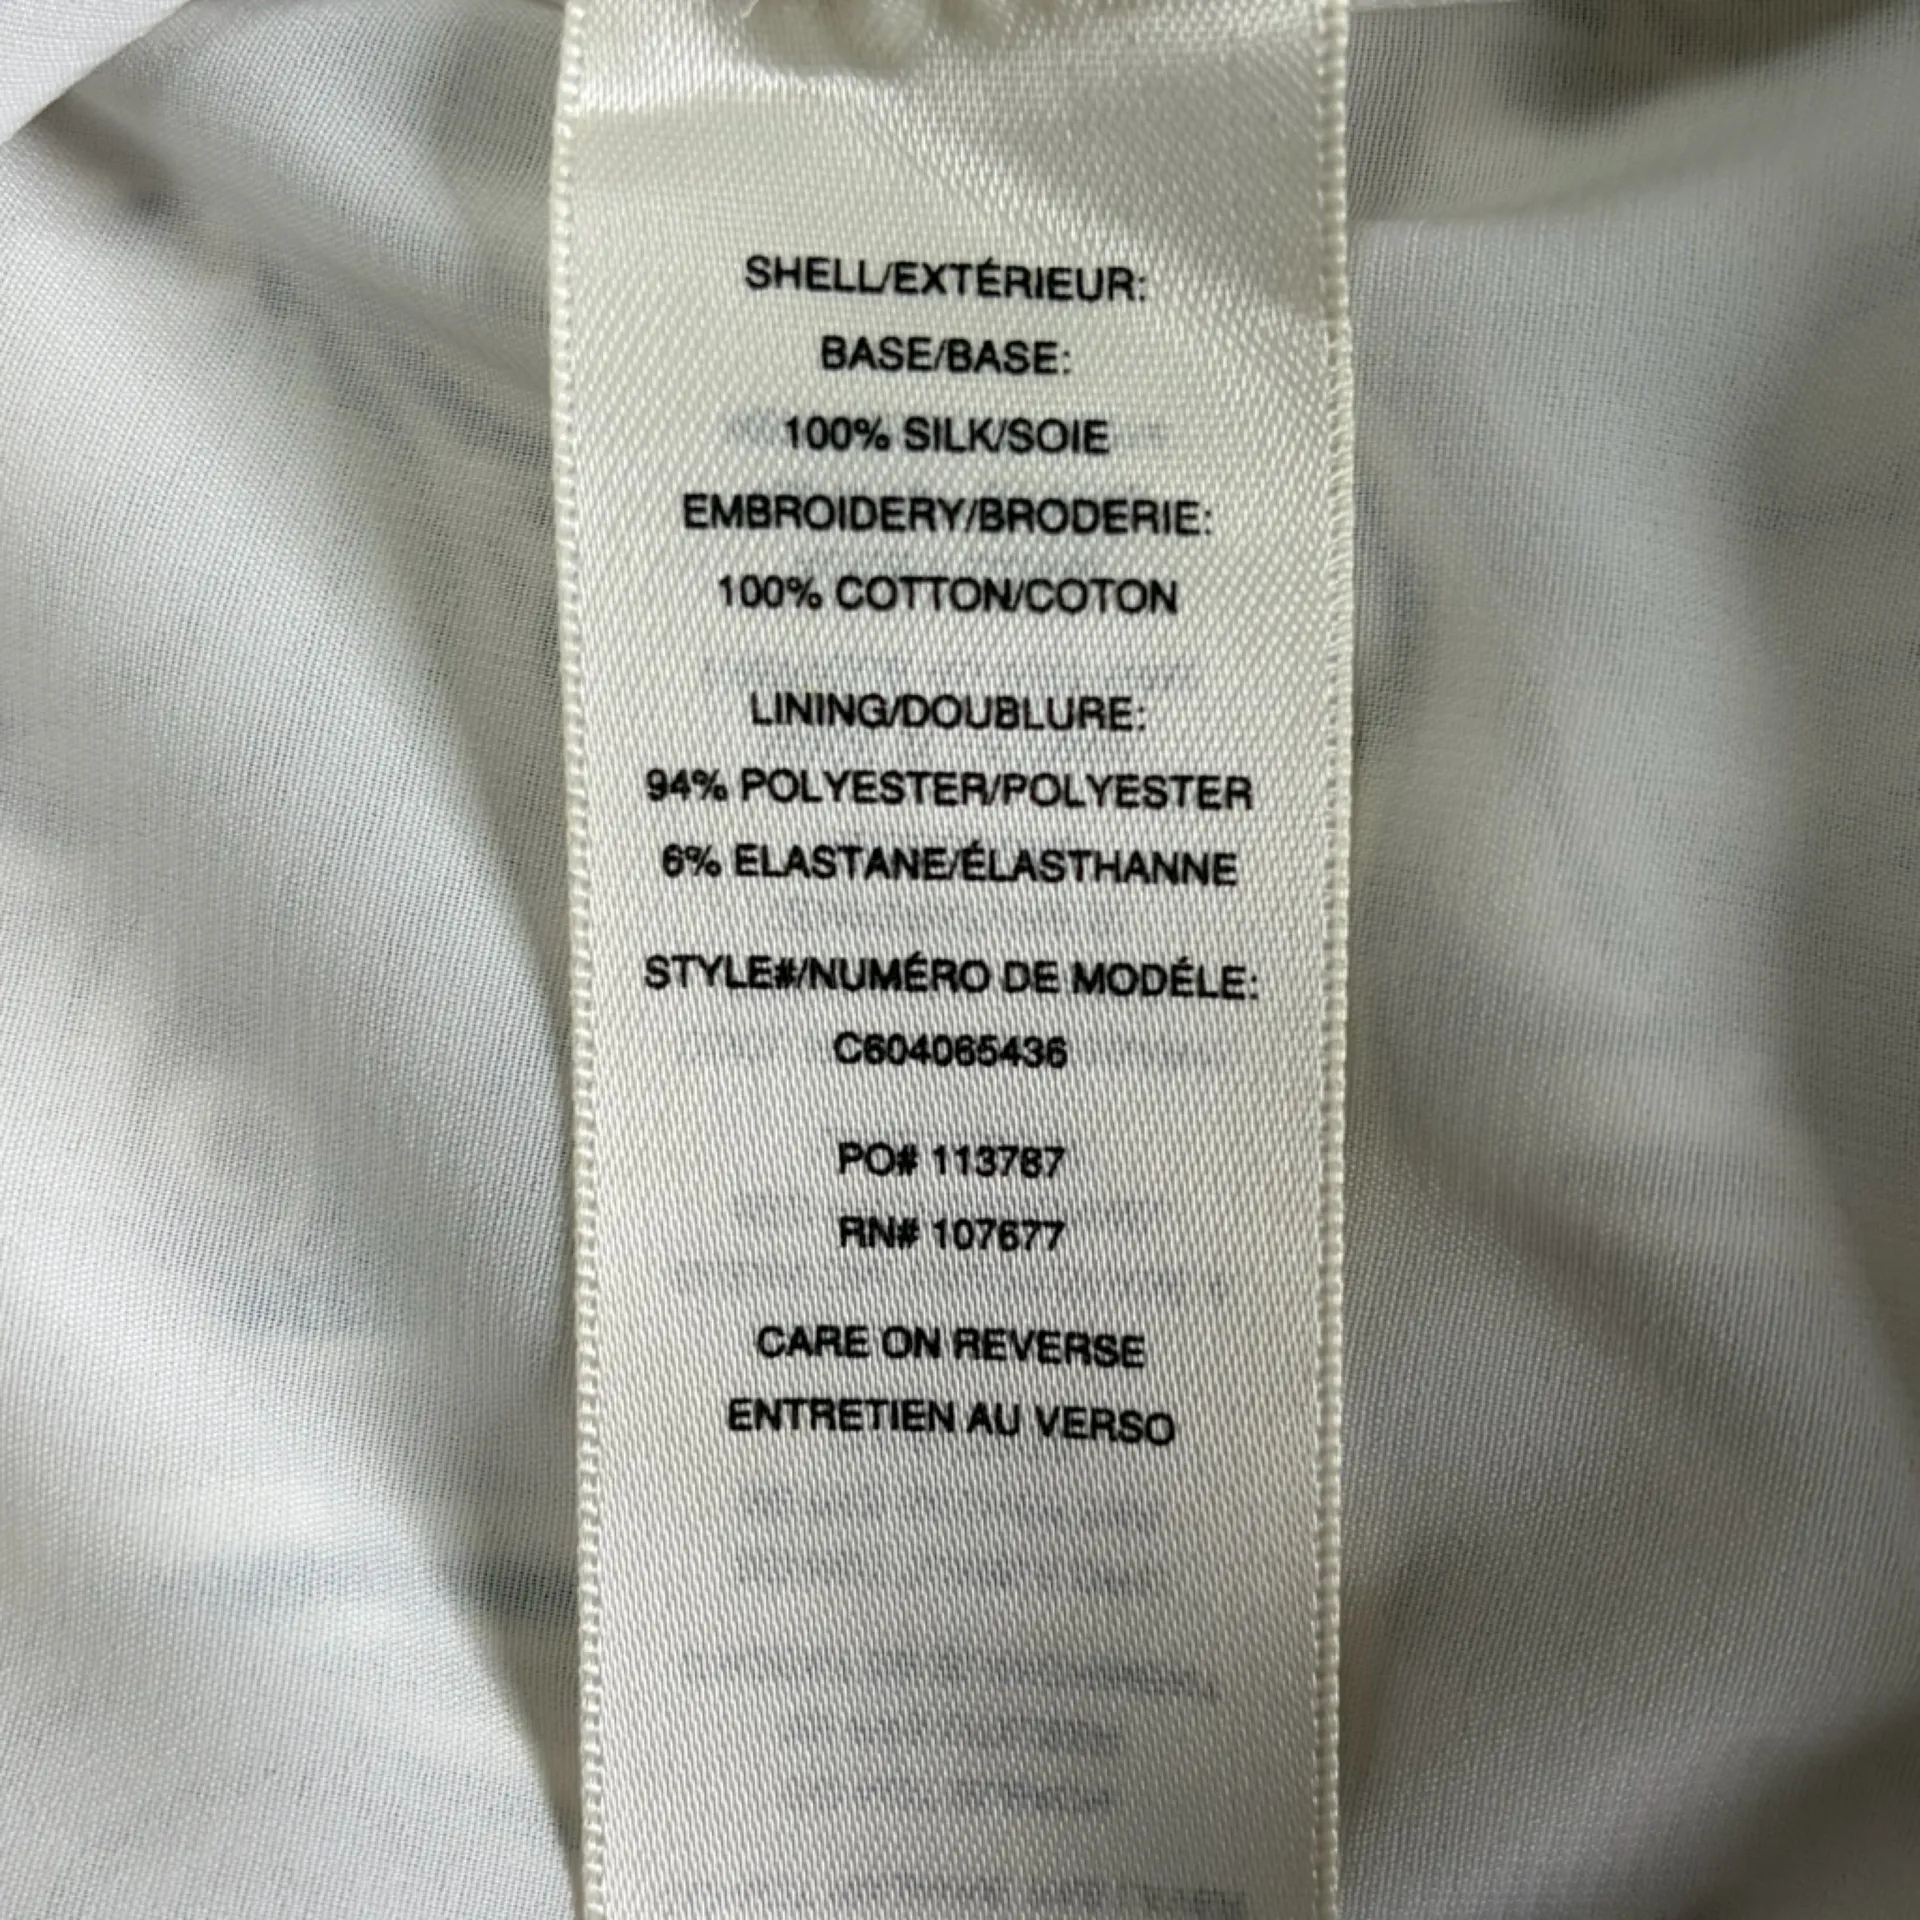 SHELL/EXTÉRIEUR:
BASE/BASE:
100% SILK/SOIE
EMBROIDERY/BRODERIE:
100% COTTON/COTON
LINING/DOUBLURE:
94% POLYESTER/POLYESTER
6% ELASTANE/ÉLASTHANNE
STYLE#/NUMÉRO DE MODÉLE:
C604065436
PO# 113787
RN# 107677
CARE ON REVERSE
ENTRETIEN AU VERSO